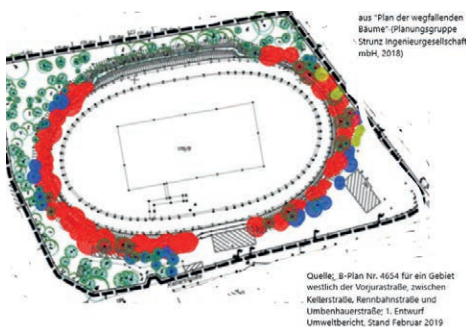 aus "Plan der wegfallenden
Bäume"-(Planungsgruppe
Strunz Ingenieurgesellschaft
mbH, 2018)
Quelle: B-Plan Nr. 4654 für ein Gebiet
westlich der Vorjurastraße, zwischen
Kellerstraße, Rennbahnstraße und
Umbenhauerstraße; 1. Entwurf
Umweltbericht, Stand Februar 2019